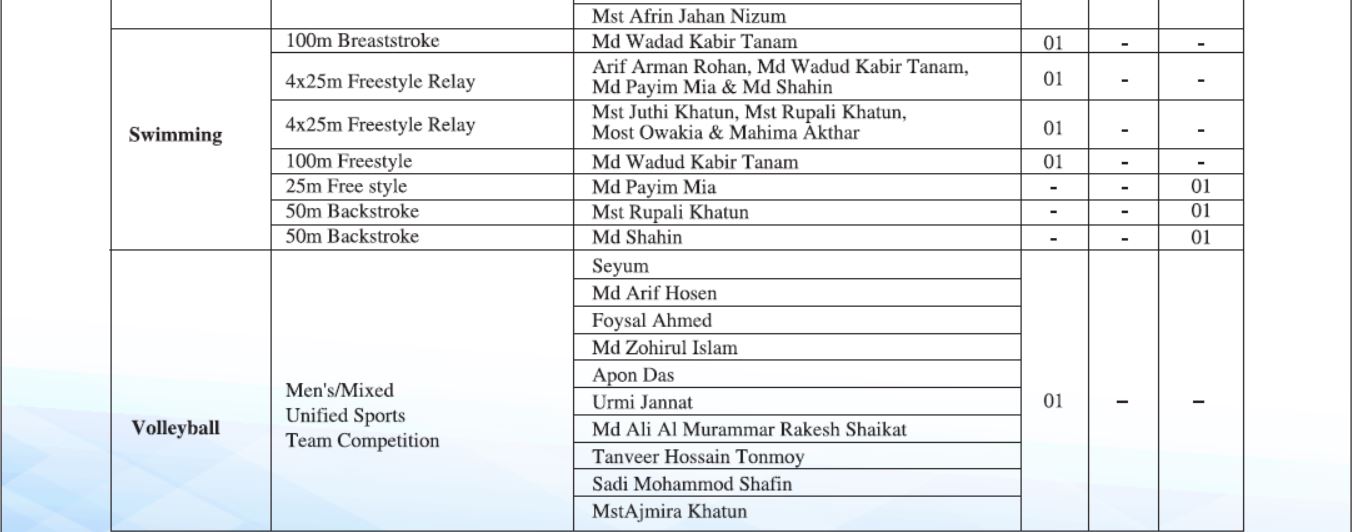 Mst Afrin Jahan Nizum
100m Breaststroke Md Wadad Kabir Tanam 01 - -
4x25m Freestyle Relay Arif Arman Rohan, Md Wadud Kabir Tanam,
Md Payim Mia & Md Shahin 01 - -
4x25m Freestyle Relay Mst Juthi Khatun, Mst Rupali Khatun,
Most Owakia & Mahima Akthar 01 - -
Swimming
100m Freestyle Md Wadud Kabir Tanam 01 - -
25m Free style Md Payim Mia - - 01
50m Backstroke Mst Rupali Khatun - - 01
50m Backstroke Md Shahin - - 01
Seyum
Md Arif Hosen
Foysal Ahmed
Md Zohirul Islam
Apon Das
Men's/Mixed
Unified Sports
Team Competition
Volleyball
Urmi Jannat 01 - -
Md Ali Al Murammar Rakesh Shaikat
Tanveer Hossain Tonmoy
Sadi Mohammod Shafin
MstAjmira Khatun